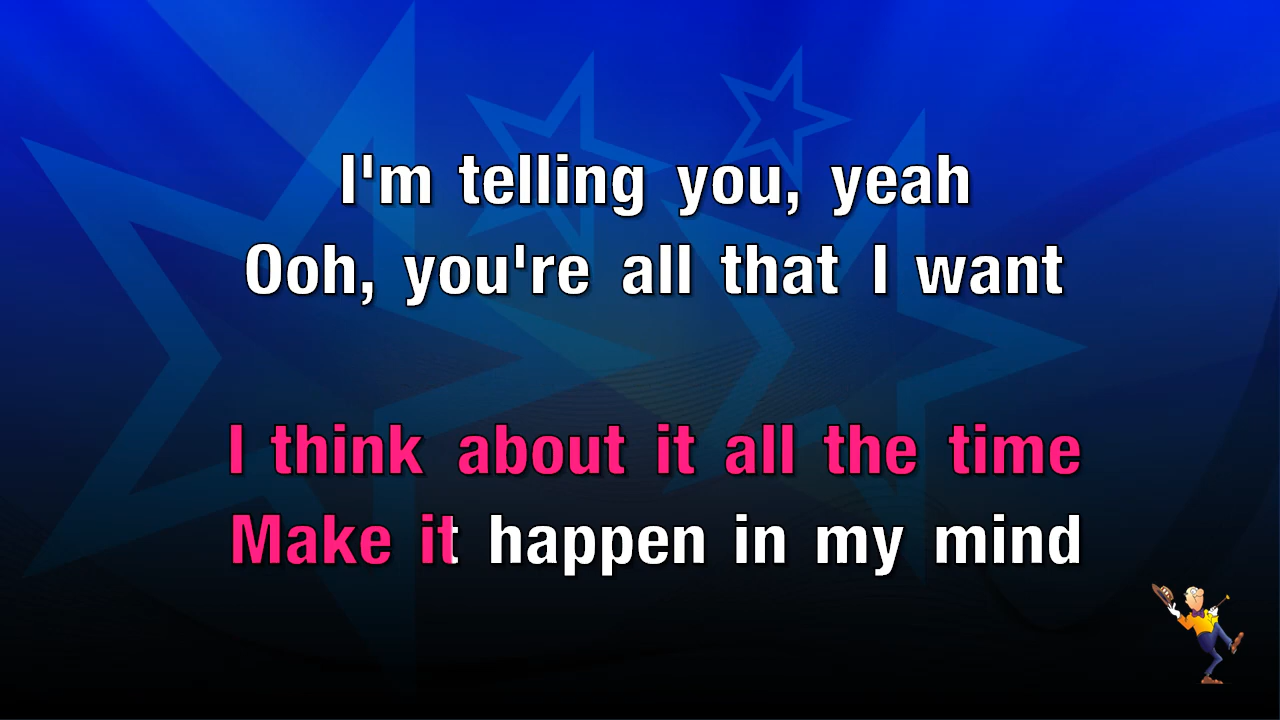 I'm telling you, yeah
Ooh, you're all that I want
I think about it all the time
Make it happen in my mind